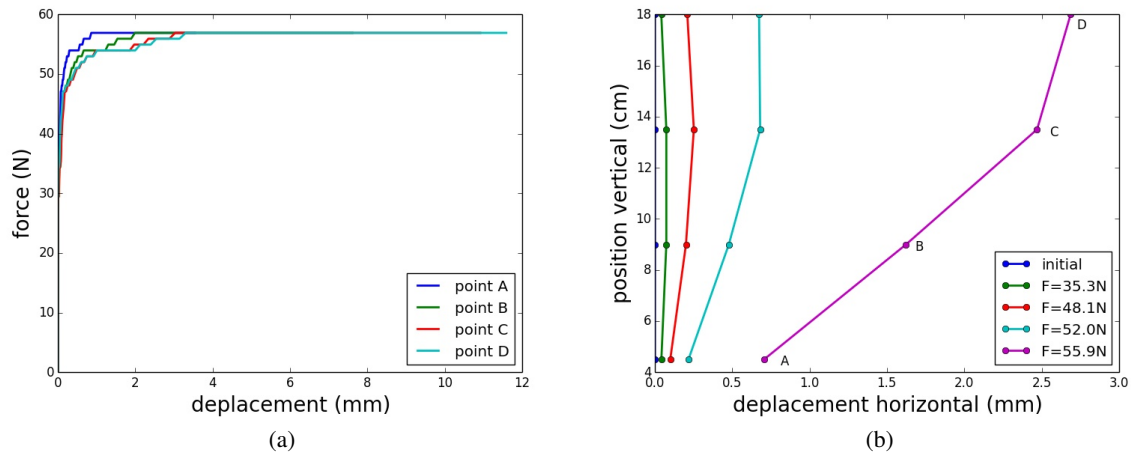 60
50
40
30
20
10
0
force (N)
0 2 4 6 8 10 12
deplacement (mm)
point A
point B
point C
point D
(a)
18
16
14
12
10
8
6
4
position vertical (cm)
0.0 0.5 1.0 1.5 2.0 2.5 3.0
deplacement horizontal (mm)
D
C
B
A
initial
F=35.3N
F=48.1N
F=52.0N
F=55.9N
(b)